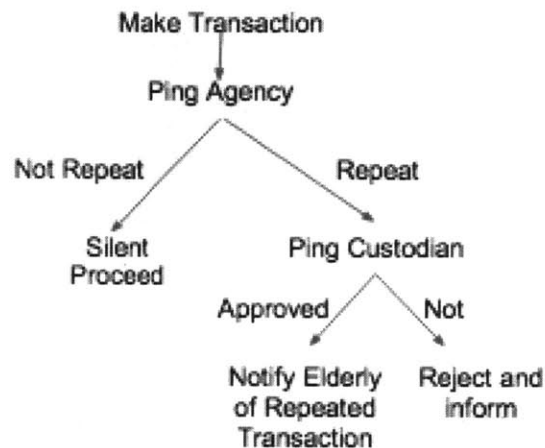 Make Transaction
Ping Agency
Not Repeat
Repeat
Silent
Proceed
Ping Custodian
Approved
Not
Notify Elderly
of Repeated
Transaction
Reject and
inform